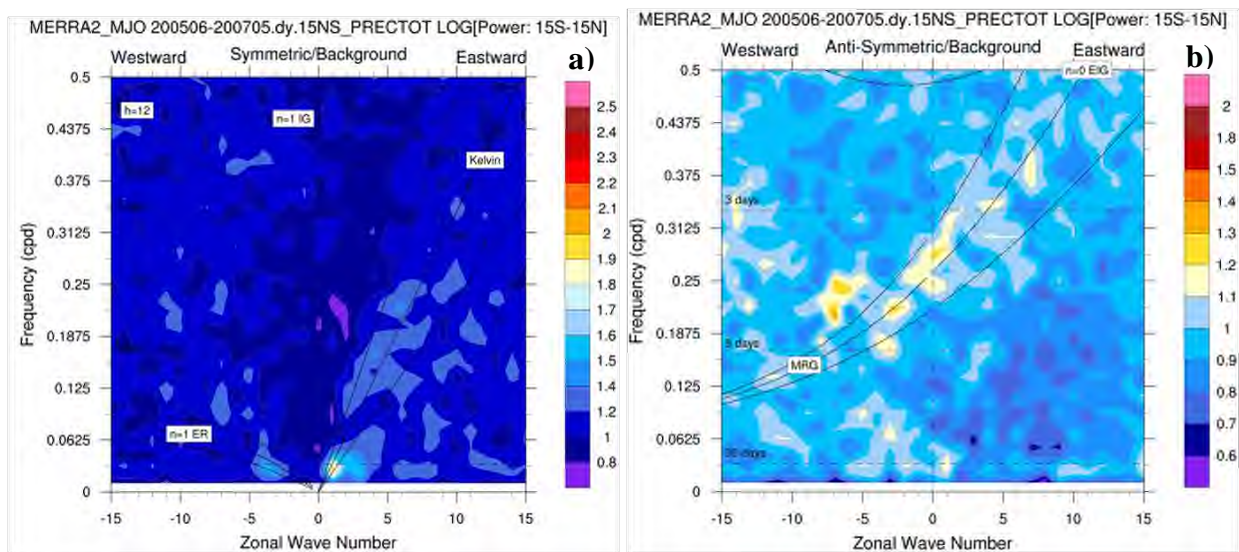 MERRA2_MJO 200506-200705.dy.15NS_PRECTOT LOG[Power: 15S-15N]
Westward Symmetric/Background Eastward
a)
0.5
0.4375
0.375
0.3125
0.25
0.1875
0.125
0.0625
0
Frequency (cpd)
h=12
n=1 IG
Kelvin
n=1 ER
-15 -10 -5 0 5 10 15
Zonal Wave Number
2.5
2.4
2.3
2.2
2.1
2
1.9
1.8
1.7
1.6
1.5
1.4
1.2
1
0.8
MERRA2_MJO 200506-200705.dy.15NS_PRECTOT LOG[Power: 15S-15N]
Westward Anti-Symmetric/Background Eastward
b)
0.5
0.4375
0.375
0.3125
0.25
0.1875
0.125
0.0625
0
Frequency (cpd)
n=0 EIG
3 days
MRG
-15 -10 -5 0 5 10 15
Zonal Wave Number
2
1.9
1.8
1.5
1.4
1.3
1.2
1.1
1
0.9
0.8
0.7
0.6